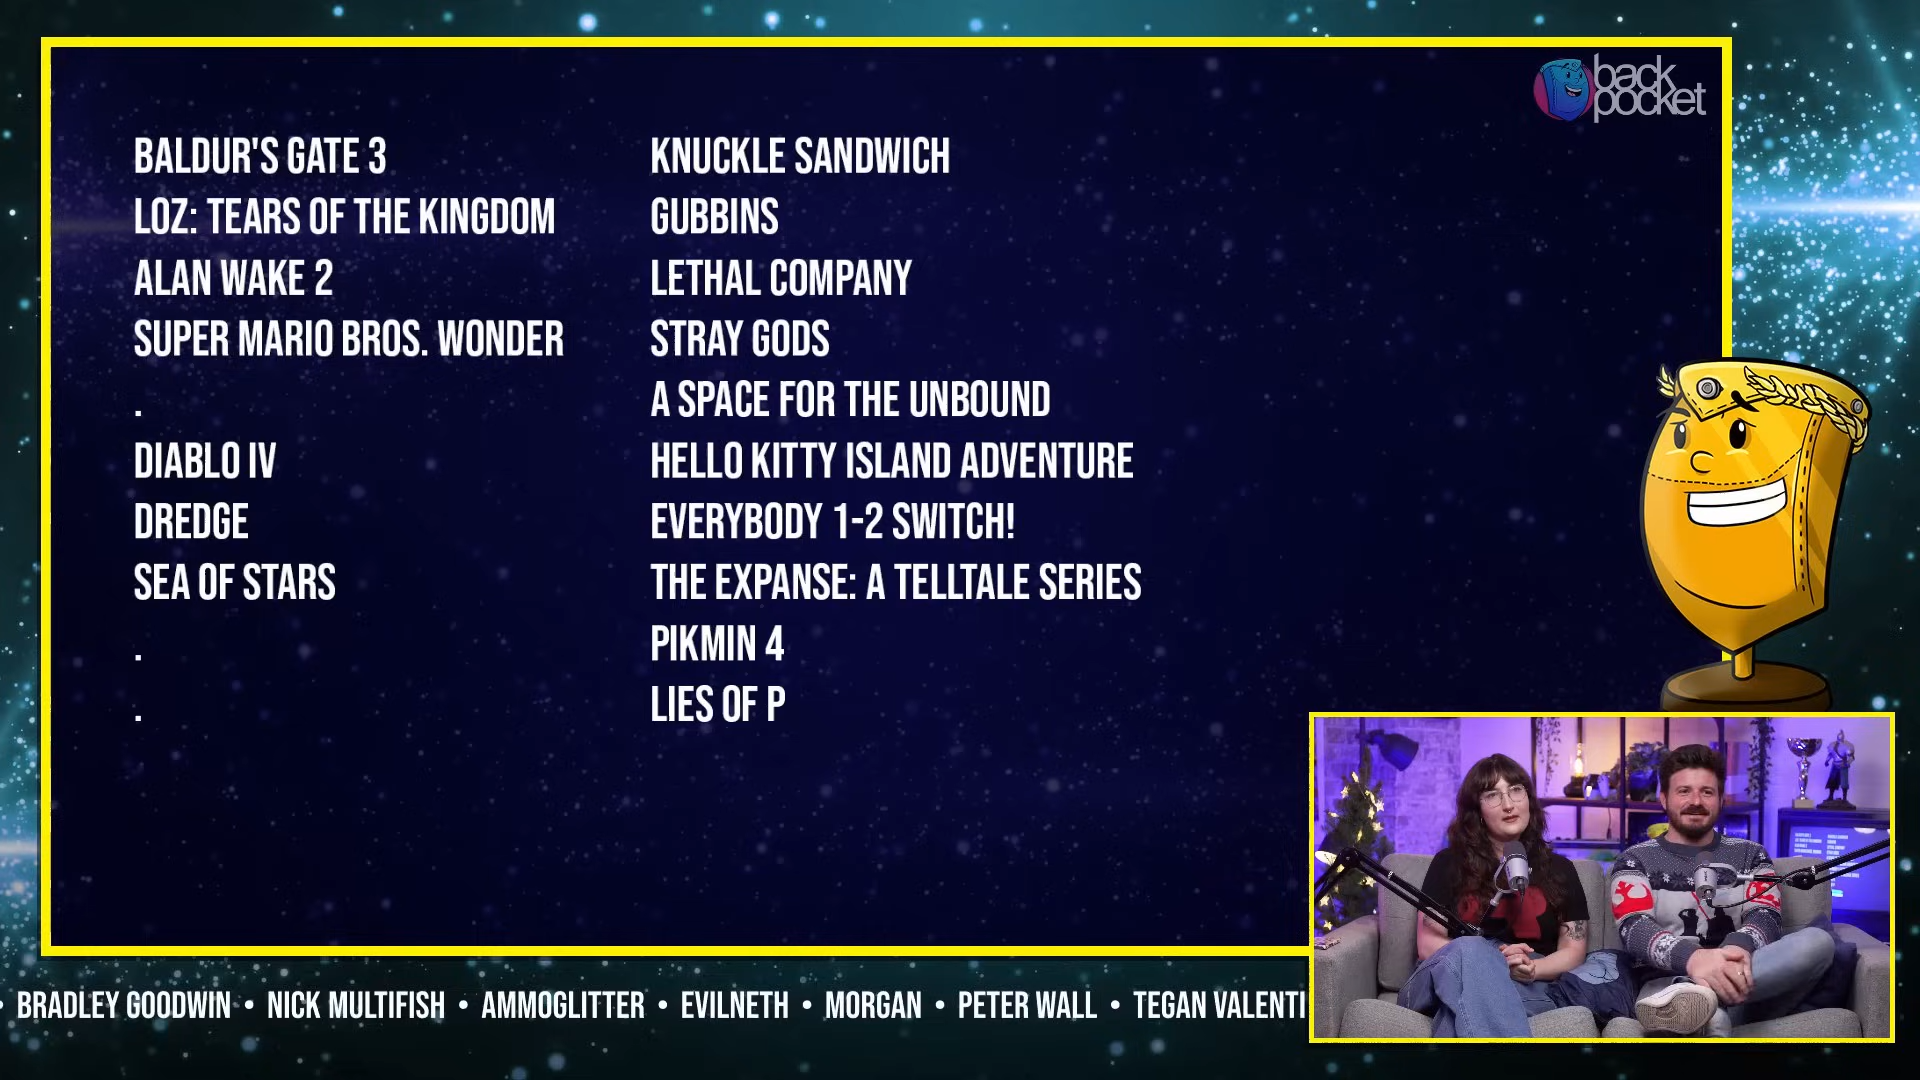 back
pocket
BALDUR'S GATE 3
LOZ: TEARS OF THE KINGDOM
ALAN WAKE 2
SUPER MARIO BROS. WONDER
.
DIABLO IV
DREDGE
SEA OF STARS
.
.
KNUCKLE SANDWICH
GUBBINS
LETHAL COMPANY
STRAY GODS
A SPACE FOR THE UNBOUND
HELLO KITTY ISLAND ADVENTURE
EVERYBODY 1-2 SWITCH!
THE EXPANSE: A TELLTALE SERIES
PIKMIN 4
LIES OF P
• BRADLEY GOODWIN • NICK MULTIFISH • AMMOGLITTER • EVILNETH • MORGAN • PETER WALL • TEGAN VALENTI